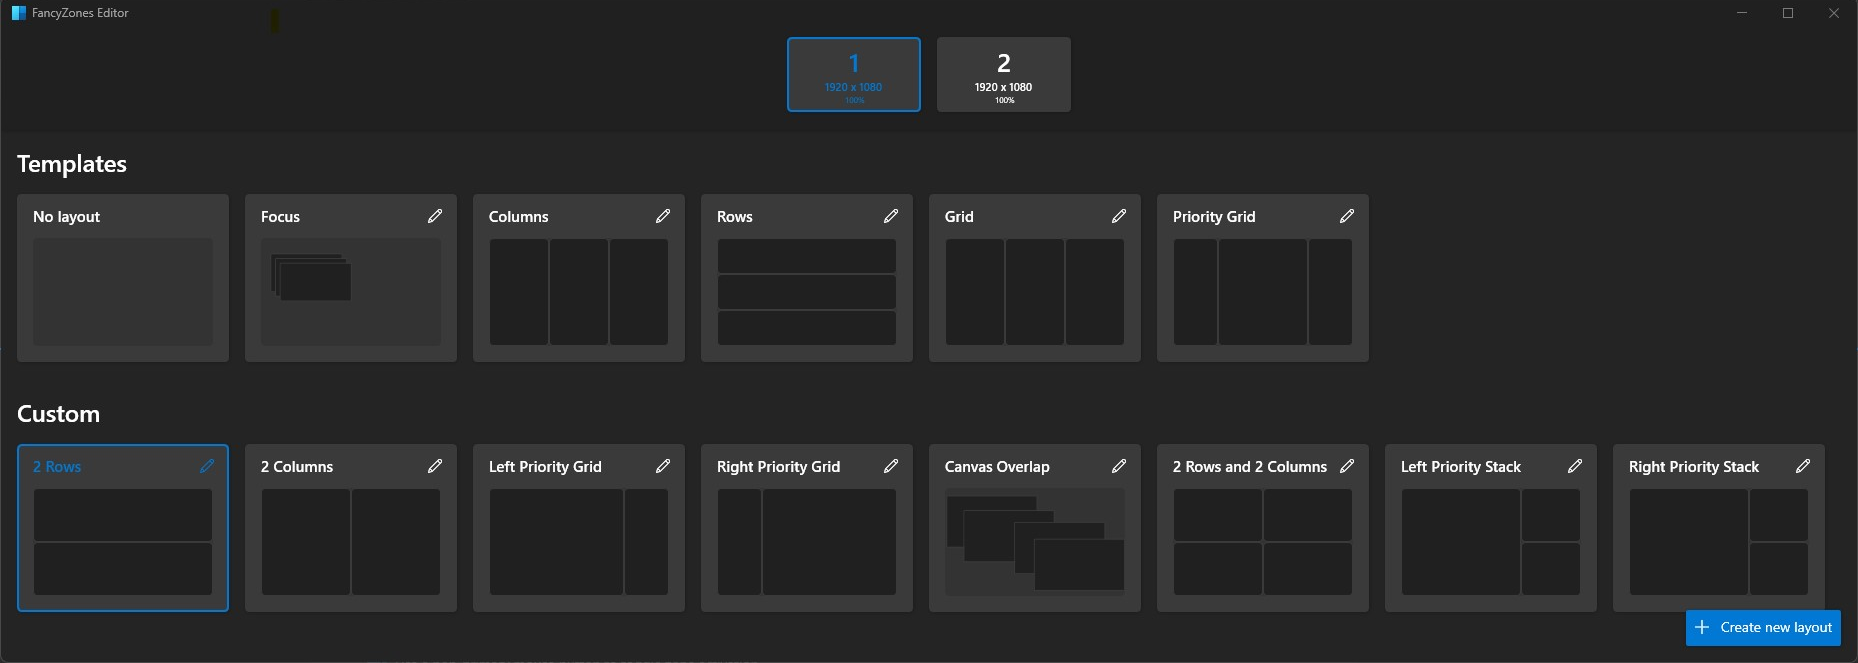 FancyZones Editor
1
1920 x 1080
100%
2
1920 x 1080
100%
Templates
No layout
Focus
Columns
Rows
Grid
Priority Grid
Custom
2 Rows
2 Columns
Left Priority Grid
Right Priority Grid
Canvas Overlap
2 Rows and 2 Columns
Left Priority Stack
Right Priority Stack
Create new layout